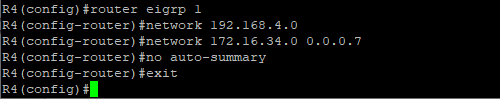 R4(config)#router eigrp 1
R4(config-router)#network 192.168.4.0
R4(config-router)#network 172.16.34.0 0.0.0.7
R4(config-router)#no auto-summary
R4(config-router)#exit
R4(config)#